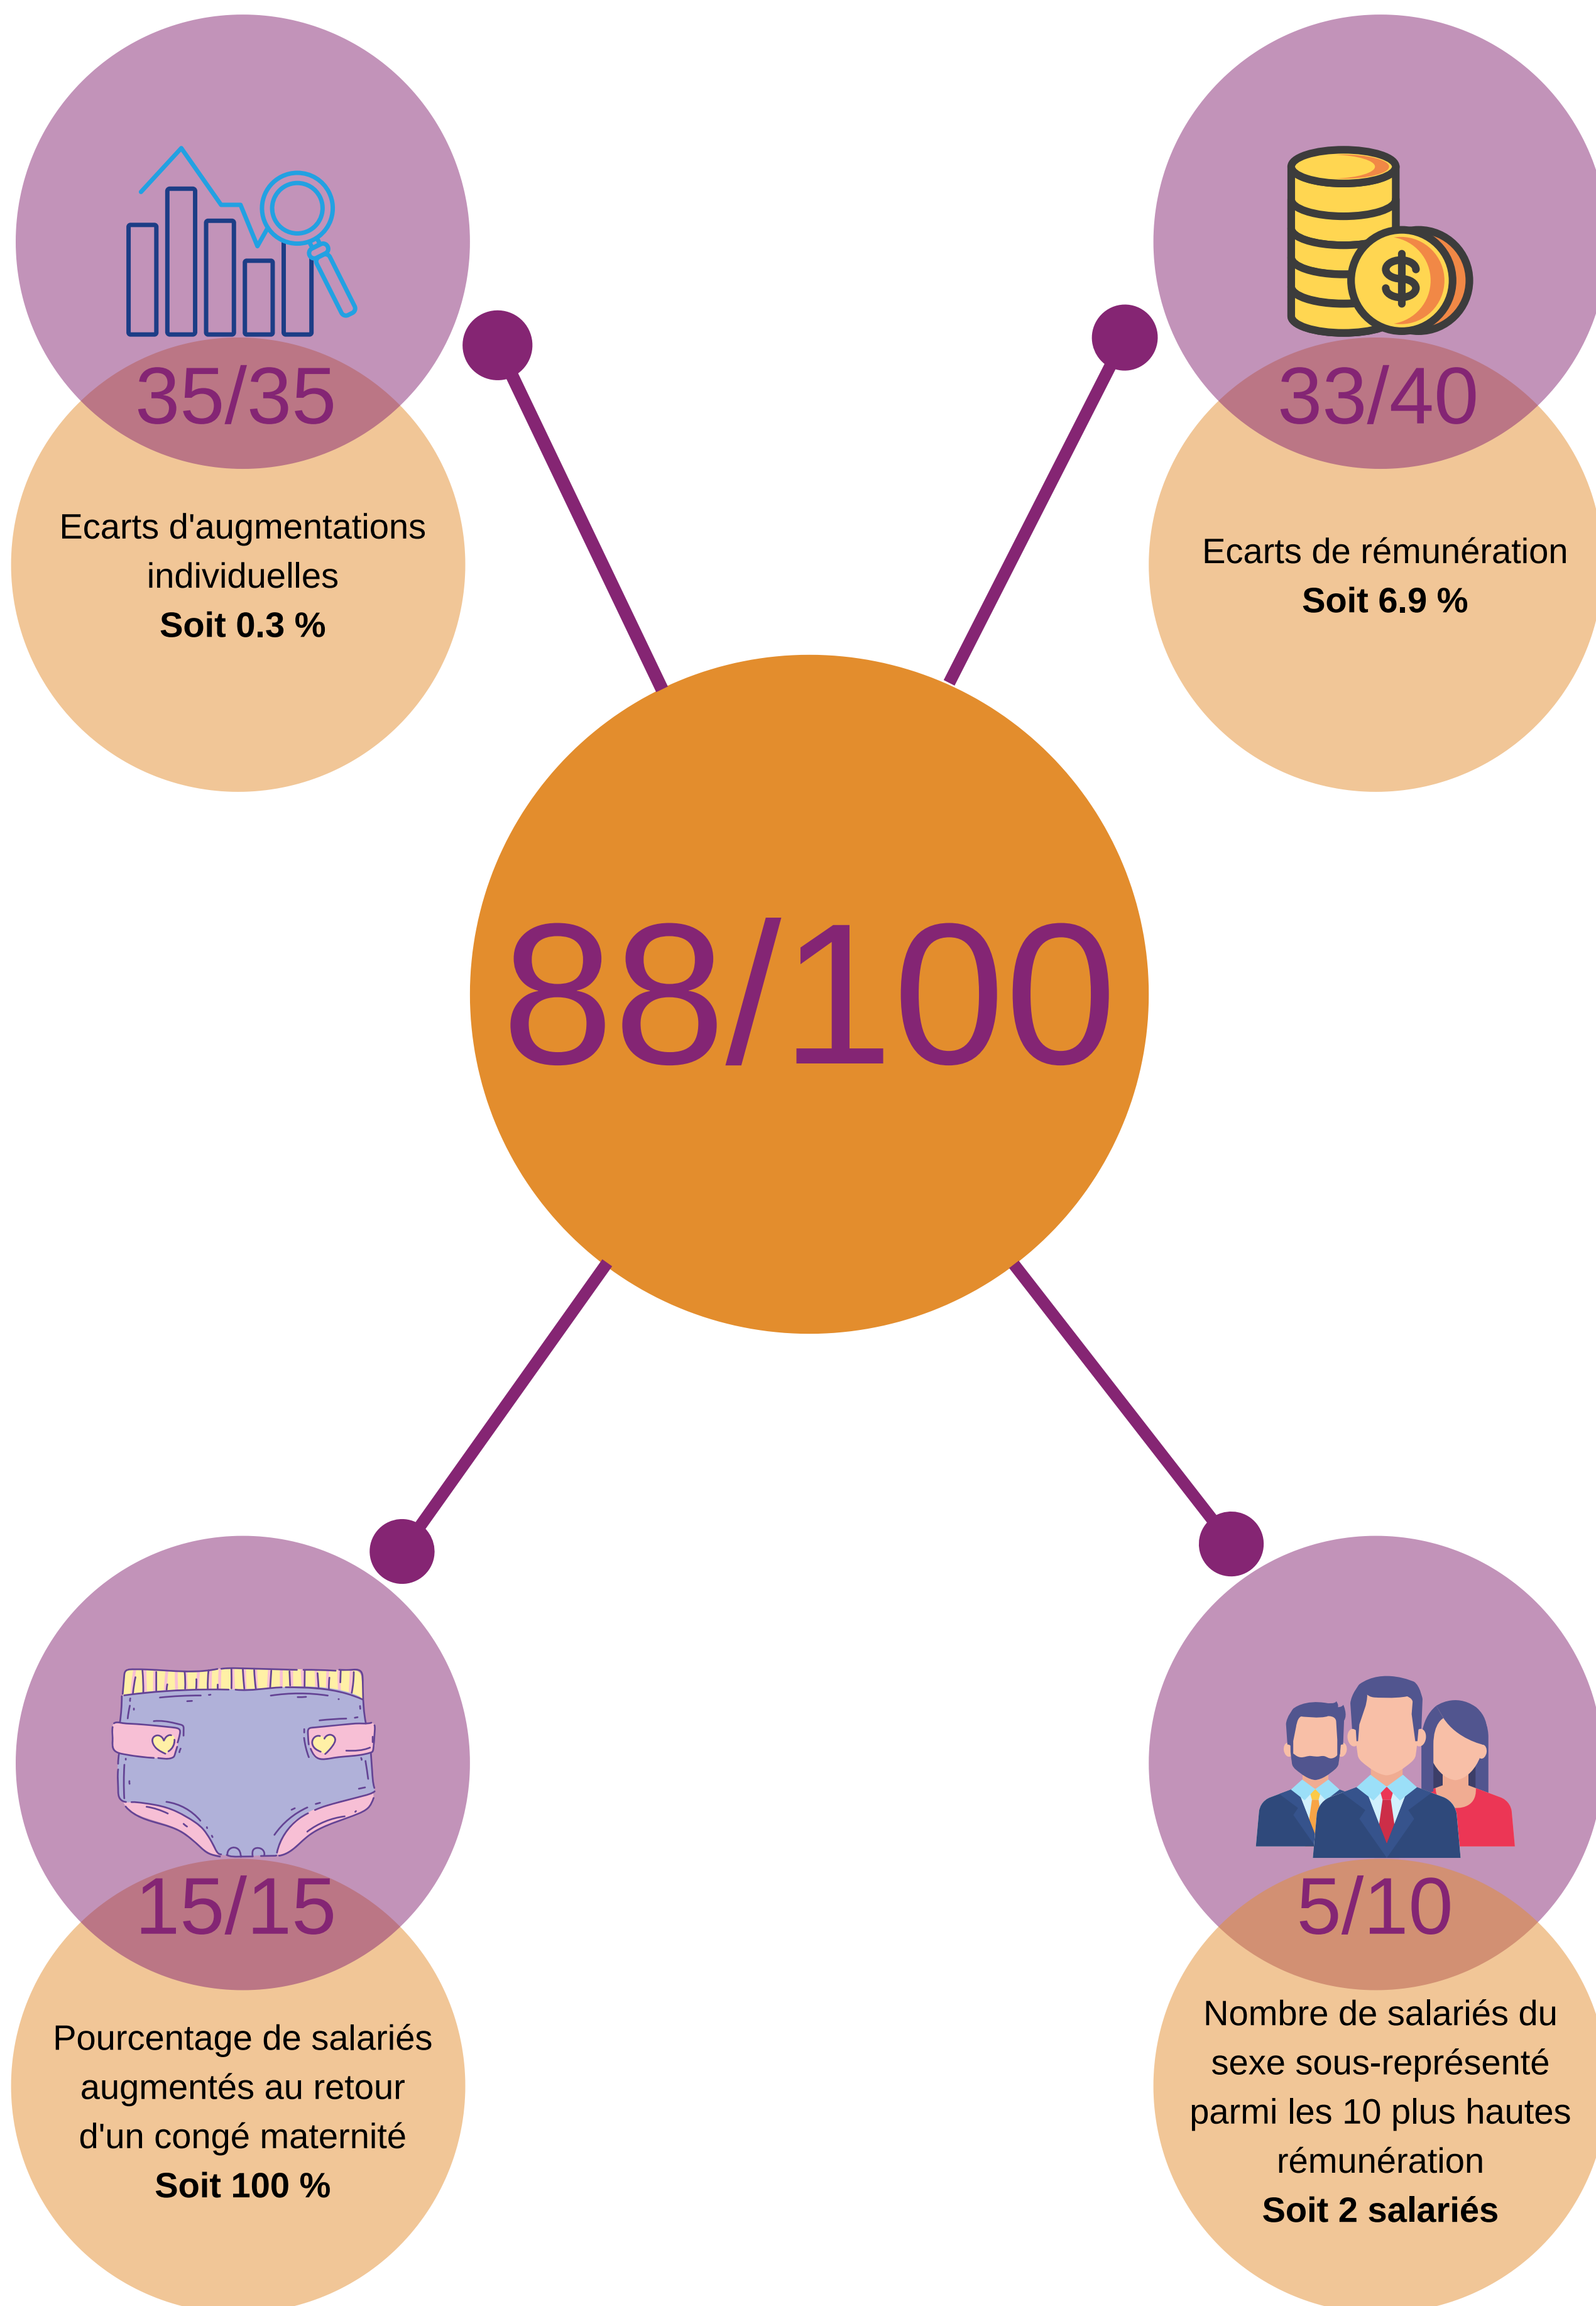 35/35
Ecarts d'augmentations
individuelles
Soit 0.3 %
33/40
Ecarts de rémunération
Soit 6.9 %
88/100
15/15
Pourcentage de salariés
augmentés au retour
d'un congé maternité
Soit 100 %
5/10
Nombre de salariés du
sexe sous-représenté
parmi les 10 plus hautes
rémunération
Soit 2 salariés